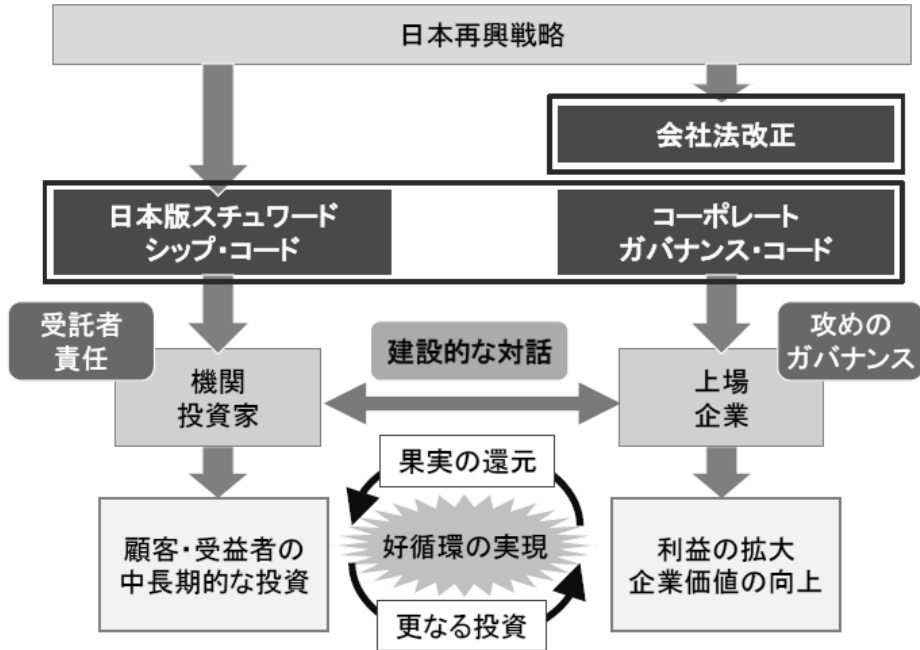 日本再興戦略
会社法改正
日本版スチュワード
シップ・コード
コーポレート
ガバナンス・コード
受託者
責任
建設的な対話
攻めの
ガバナンス
機関
投資家
上場
企業
果実の還元
顧客・受益者の
中長期的な投資
好循環の実現
利益の拡大
企業価値の向上
更なる投資